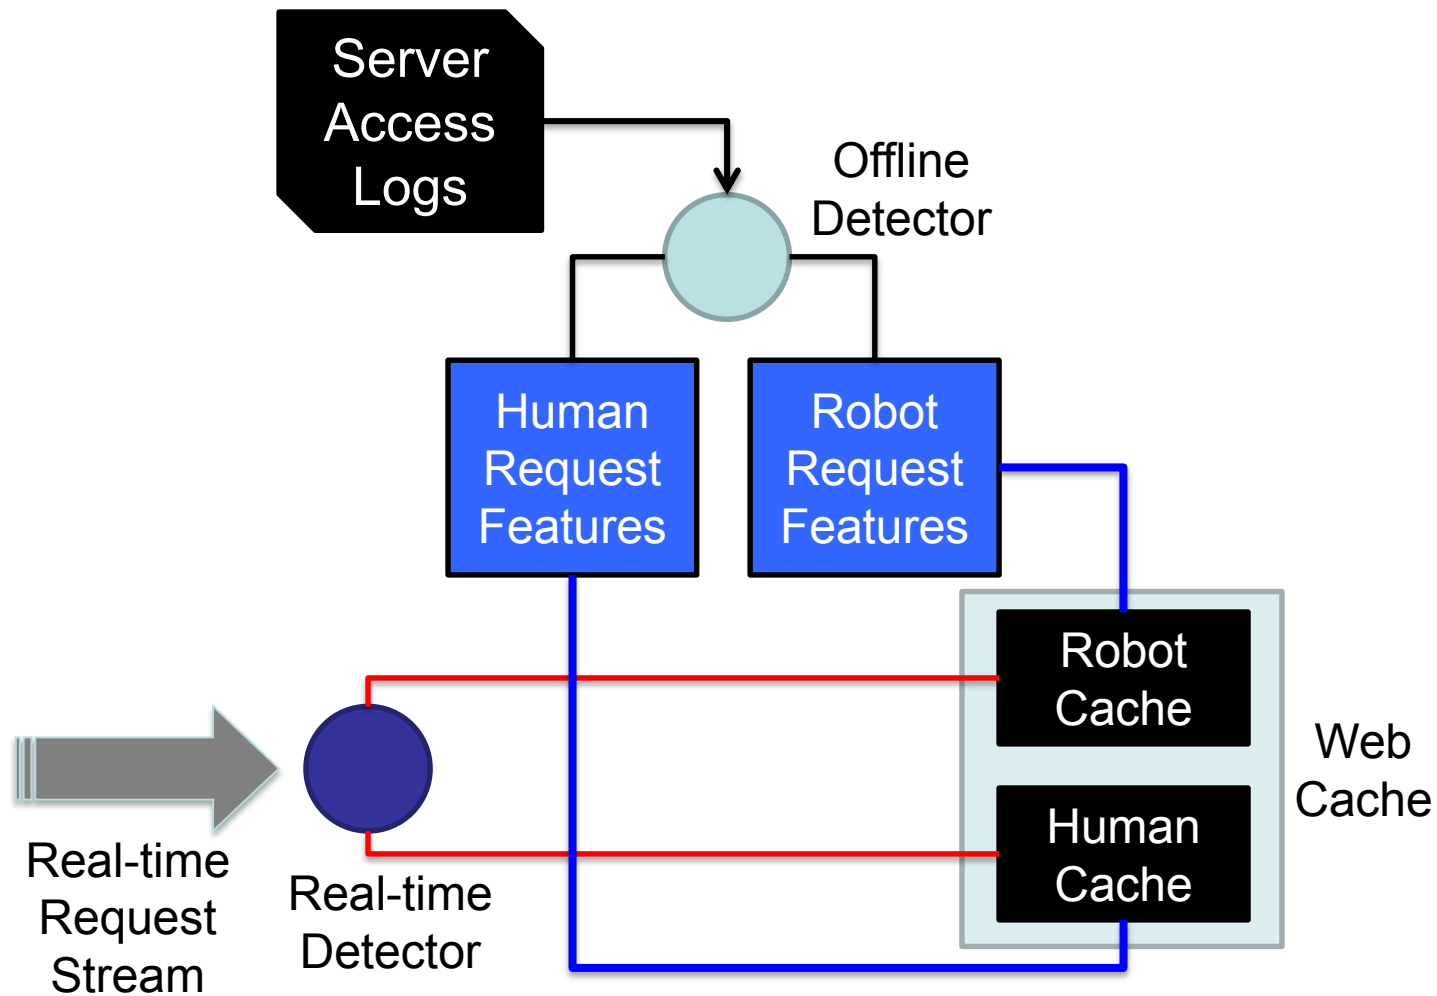 Server
Access
Logs
Offline
Detector
Human
Request
Features
Robot
Request
Features
Robot
Cache
Web
Cache
Human
Cache
Real-time
Request
Stream
Real-time
Detector